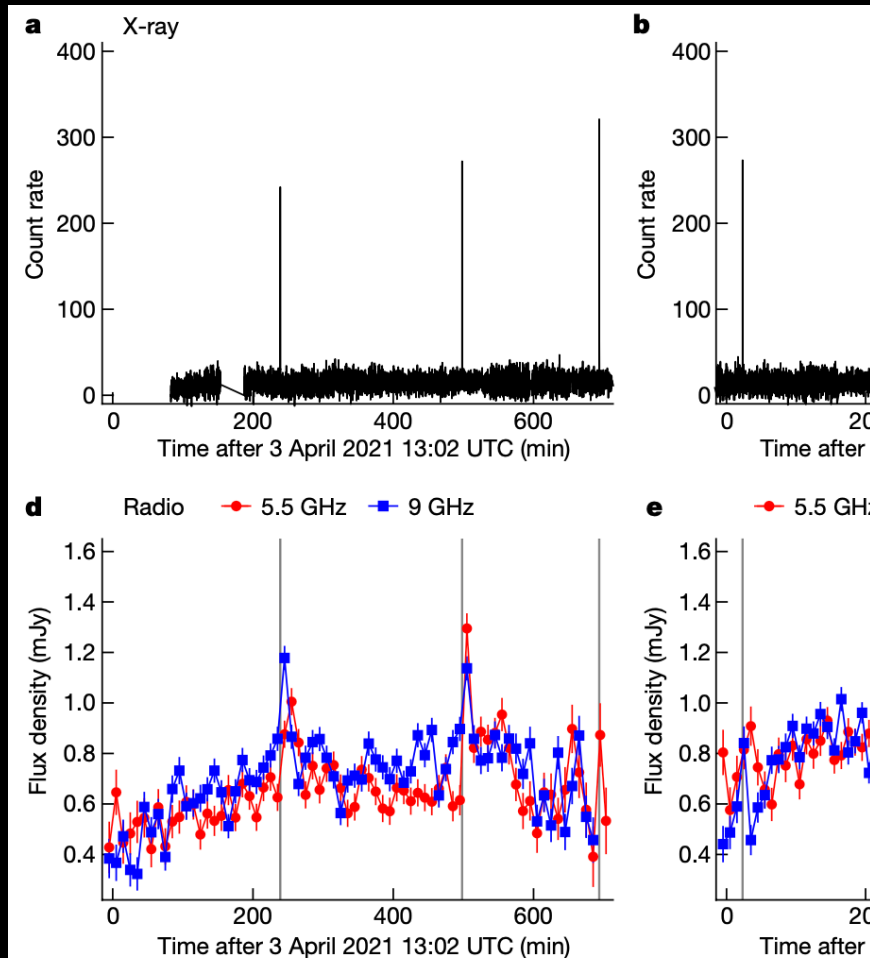 a X-ray
400
300
200
100
0
Count rate
0 200 400 600
Time after 3 April 2021 13:02 UTC (min)
b
400
300
200
100
0
Count rate
0
Time after
d Radio 5.5 GHz 9 GHz
1.6
1.4
1.2
1.0
0.8
0.6
0.4
Flux density (mJy)
0 200 400 600
Time after 3 April 2021 13:02 UTC (min)
e 5.5 GHz
1.6
1.4
1.2
1.0
0.8
0.6
0.4
Flux density (mJy)
0
Time after